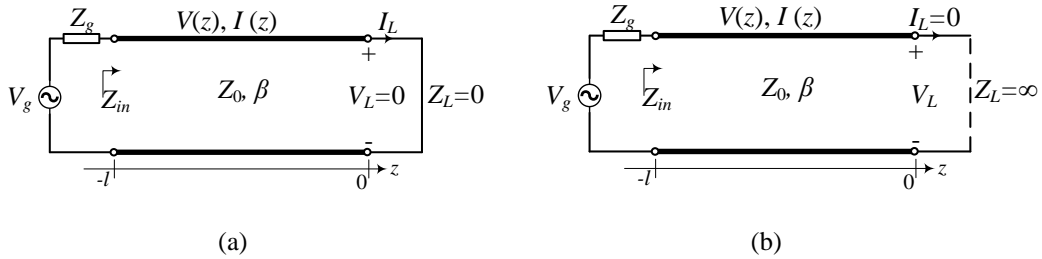 Z_g
V(z), I (z)
I_L
+
V_g
Z_in
Z_0, β
V_L=0
Z_L=0
-
-l
0
z
(a)
Z_g
V(z), I (z)
I_L=0
+
V_g
Z_in
Z_0, β
V_L
Z_L=∞
-
-l
0
z
(b)